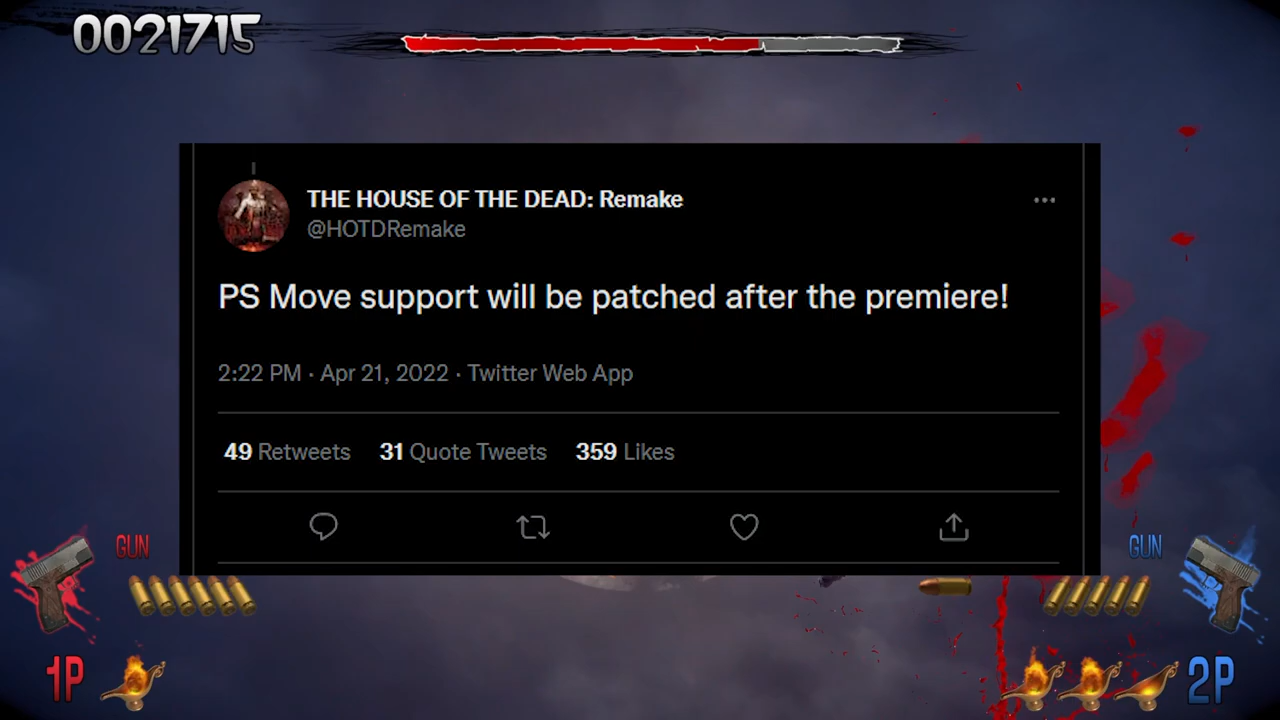 0021715
THE HOUSE OF THE DEAD: Remake
@HOTDRemake
PS Move support will be patched after the premiere!
2:22 PM · Apr 21, 2022 · Twitter Web App
49 Retweets 31 Quote Tweets 359 Likes
GUN
GUN
1P
2P